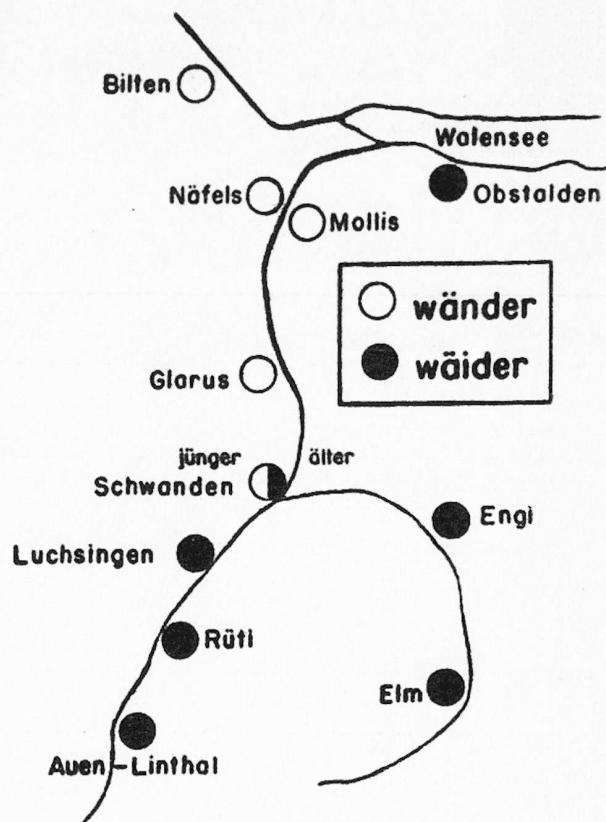 Bilten
Walensee
Näfels
Obstalden
Mollis
wänder
wäider
Glarus
jünger älter
Schwanden
Engi
Luchsingen
Rüti
Elm
Auen-Linthal